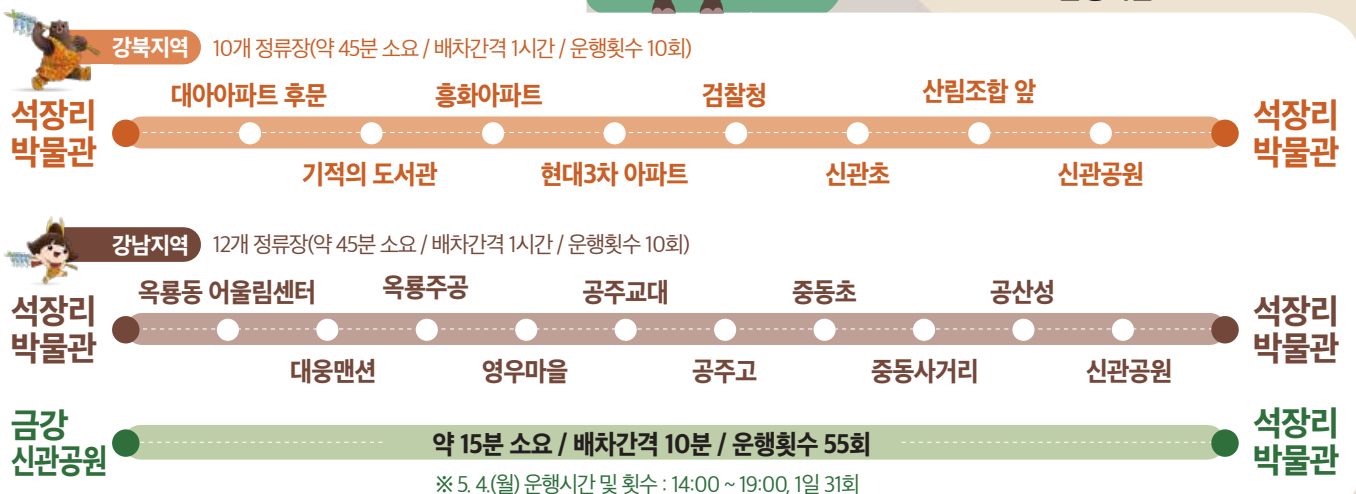 강북지역 10개 정류장(약 45분 소요 / 배차간격 1시간 / 운행횟수 10회)
석장리 박물관
대아아파트 후문
기적의 도서관
흥화아파트
현대3차 아파트
검찰청
신관초
산림조합 앞
신관공원
석장리 박물관
강남지역 12개 정류장(약 45분 소요 / 배차간격 1시간 / 운행횟수 10회)
석장리 박물관
옥룡동 어울림센터
대웅맨션
옥룡주공
영우마을
공주교대
공주고
중동초
중동사거리
공산성
신관공원
석장리 박물관
금강 신관공원
약 15분 소요 / 배차간격 10분 / 운행횟수 55회
석장리 박물관
※ 5. 4.(월) 운행시간 및 횟수 : 14:00 ~ 19:00, 1일 31회